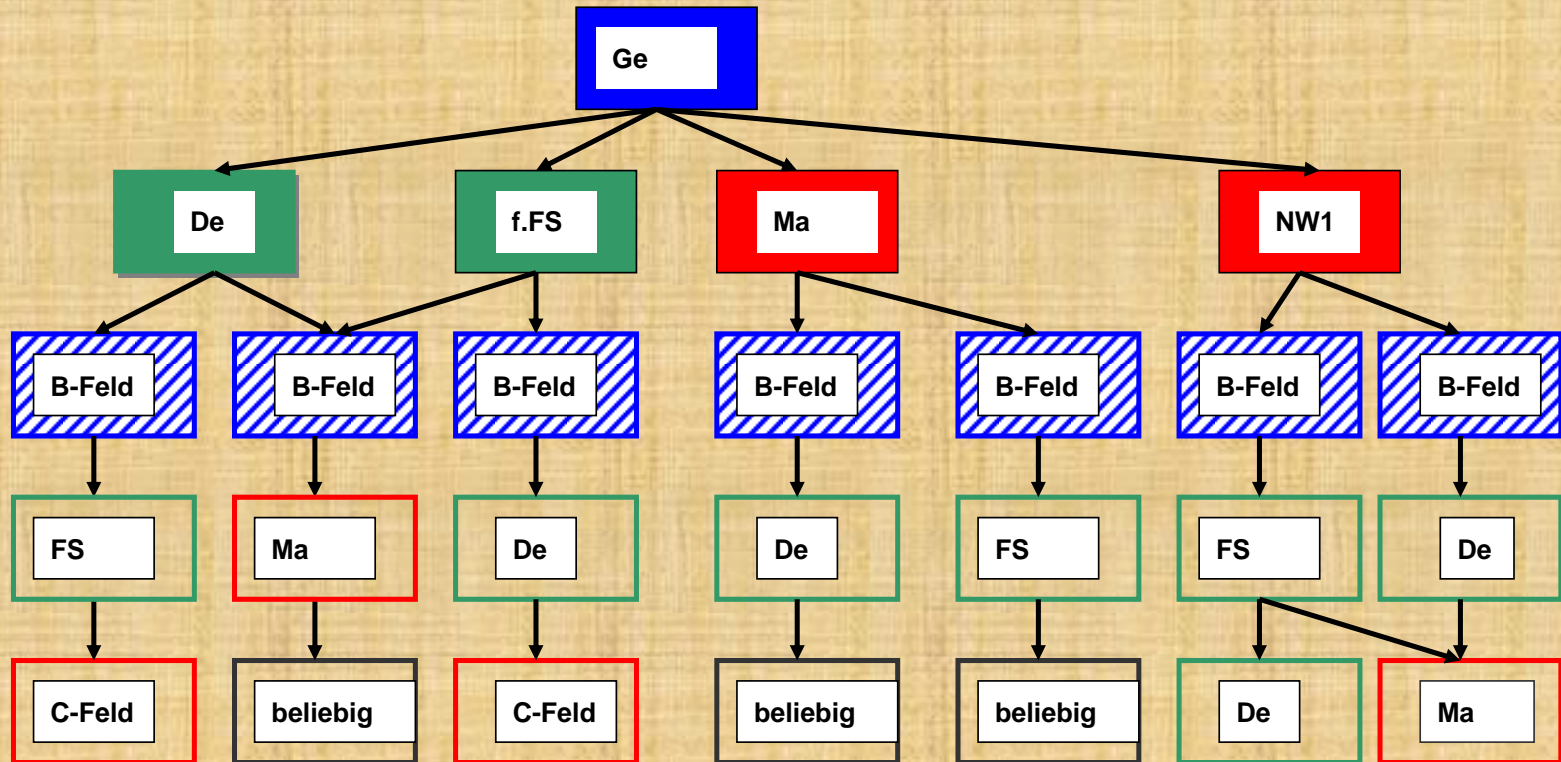 Ge
De
f.FS
Ma
NW1
B-Feld
B-Feld
B-Feld
B-Feld
B-Feld
B-Feld
B-Feld
FS
Ma
De
De
FS
FS
De
C-Feld
beliebig
C-Feld
beliebig
beliebig
De
Ma